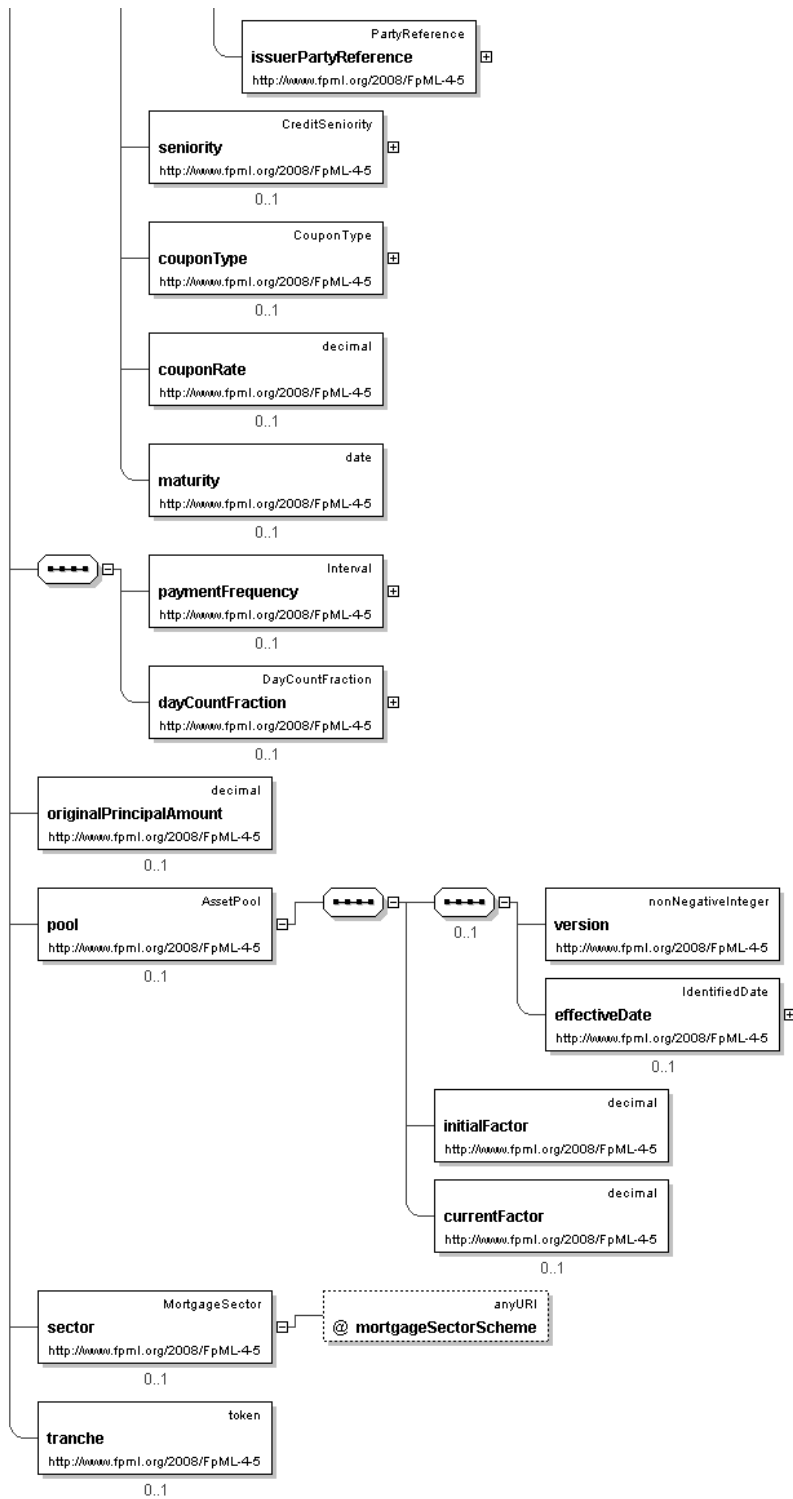 PartyReference
issuerPartyReference
http://www.fpml.org/2008/FpML-4-5
CreditSeniority
seniority
http://www.fpml.org/2008/FpML-4-5
0..1
CouponType
couponType
http://www.fpml.org/2008/FpML-4-5
0..1
decimal
couponRate
http://www.fpml.org/2008/FpML-4-5
0..1
date
maturity
http://www.fpml.org/2008/FpML-4-5
0..1
Interval
paymentFrequency
http://www.fpml.org/2008/FpML-4-5
0..1
DayCountFraction
dayCountFraction
http://www.fpml.org/2008/FpML-4-5
0..1
decimal
originalPrincipalAmount
http://www.fpml.org/2008/FpML-4-5
0..1
AssetPool
pool
http://www.fpml.org/2008/FpML-4-5
0..1
0..1
nonNegativeInteger
version
http://www.fpml.org/2008/FpML-4-5
IdentifiedDate
effectiveDate
http://www.fpml.org/2008/FpML-4-5
0..1
decimal
initialFactor
http://www.fpml.org/2008/FpML-4-5
decimal
currentFactor
http://www.fpml.org/2008/FpML-4-5
0..1
MortgageSector
sector
http://www.fpml.org/2008/FpML-4-5
0..1
anyURI
@ mortgageSectorScheme
token
tranche
http://www.fpml.org/2008/FpML-4-5
0..1